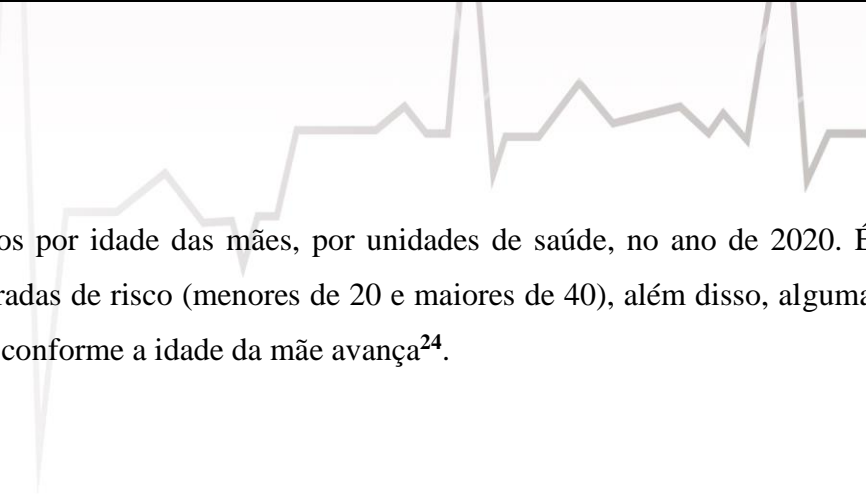 os por idade das mães, por unidades de saúde, no ano de 2020. É
radas de risco (menores de 20 e maiores de 40), além disso, alguma
conforme a idade da mãe avança²⁴.